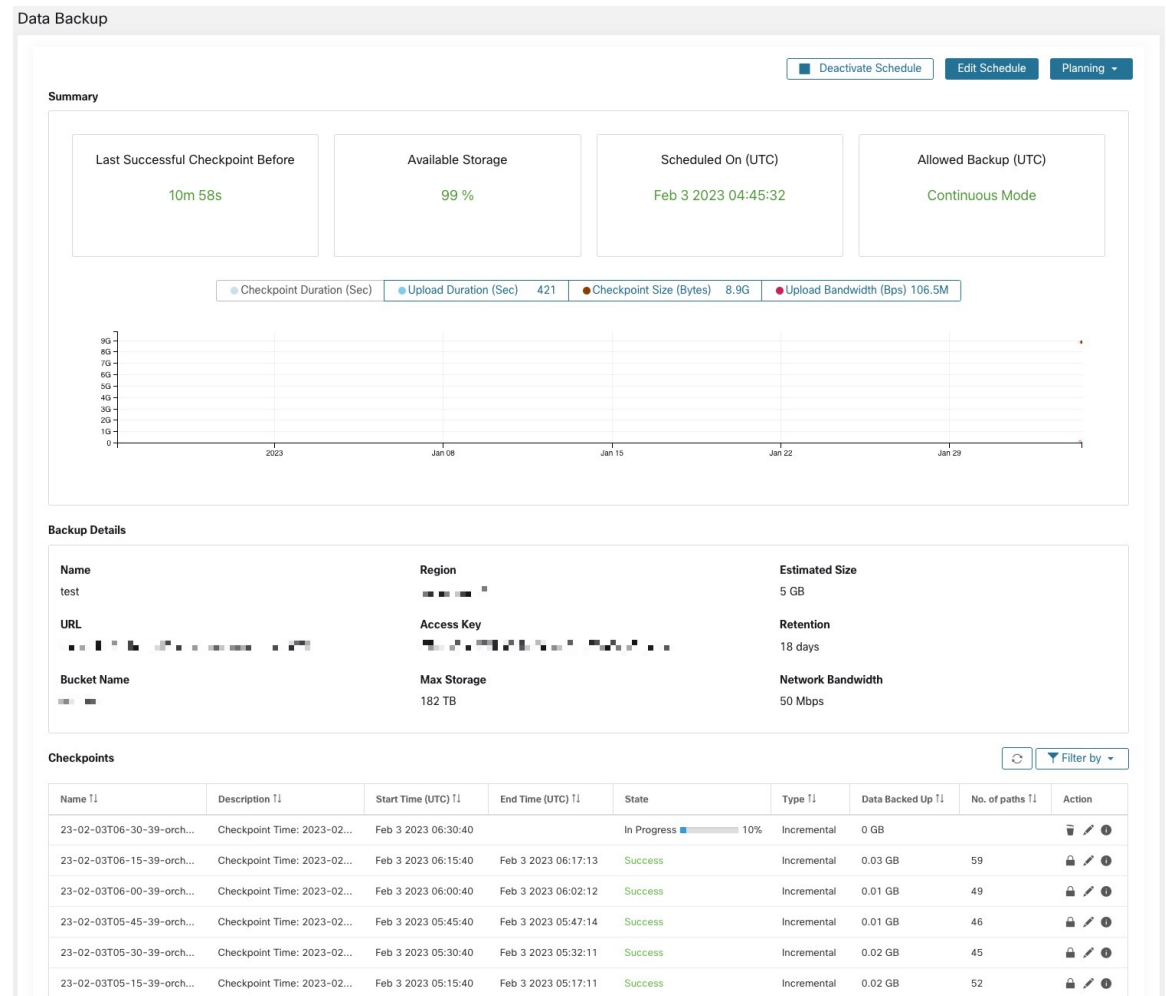 Data Backup
Deactivate Schedule Edit Schedule Planning
Summary
Last Successful Checkpoint Before Available Storage Scheduled On (UTC) Allowed Backup (UTC)
10m 58s 99 % Feb 3 2023 04:45:32 Continuous Mode
Checkpoint Duration (Sec) Upload Duration (Sec) 421 Checkpoint Size (Bytes) 8.9G Upload Bandwidth (Bps) 106.5M
9G
8G
7G
6G
5G
4G
3G
2G
1G
0
2023 Jan 08 Jan 15 Jan 22 Jan 29
Backup Details
Name Region Estimated Size
test 5 GB
URL Access Key Retention
18 days
Bucket Name Max Storage Network Bandwidth
182 TB 50 Mbps
Checkpoints Filter by
Name Description Start Time (UTC) End Time (UTC) State Type Data Backed Up No. of paths Action
23-02-03T06-30-39-orch... Checkpoint Time: 2023-02... Feb 3 2023 06:30:40 In Progress 10% Incremental 0 GB
23-02-03T06-15-39-orch... Checkpoint Time: 2023-02... Feb 3 2023 06:15:40 Feb 3 2023 06:17:13 Success Incremental 0.03 GB 59
23-02-03T06-00-39-orch... Checkpoint Time: 2023-02... Feb 3 2023 06:00:40 Feb 3 2023 06:02:12 Success Incremental 0.01 GB 49
23-02-03T05-45-39-orch... Checkpoint Time: 2023-02... Feb 3 2023 05:45:40 Feb 3 2023 05:47:14 Success Incremental 0.01 GB 46
23-02-03T05-30-39-orch... Checkpoint Time: 2023-02... Feb 3 2023 05:30:40 Feb 3 2023 05:32:11 Success Incremental 0.02 GB 45
23-02-03T05-15-39-orch... Checkpoint Time: 2023-02... Feb 3 2023 05:15:40 Feb 3 2023 05:17:11 Success Incremental 0.02 GB 52